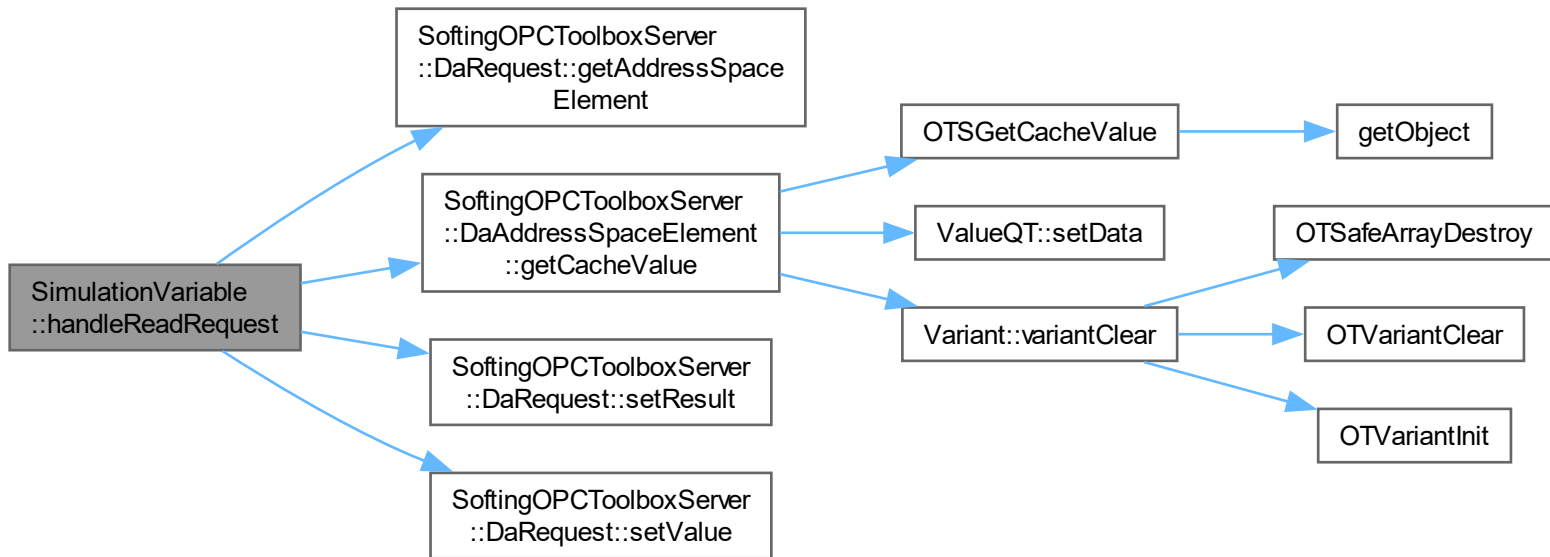 SoftingOPCToolboxServer
::DaRequest::getAddressSpace
Element
SimulationVariable
::handleReadRequest
SoftingOPCToolboxServer
::DaAddressSpaceElement
::getCacheValue
SoftingOPCToolboxServer
::DaRequest::setResult
SoftingOPCToolboxServer
::DaRequest::setValue
OTSGetCacheValue
ValueQT::setData
Variant::variantClear
getObject
OTSafeArrayDestroy
OTVariantClear
OTVariantInit